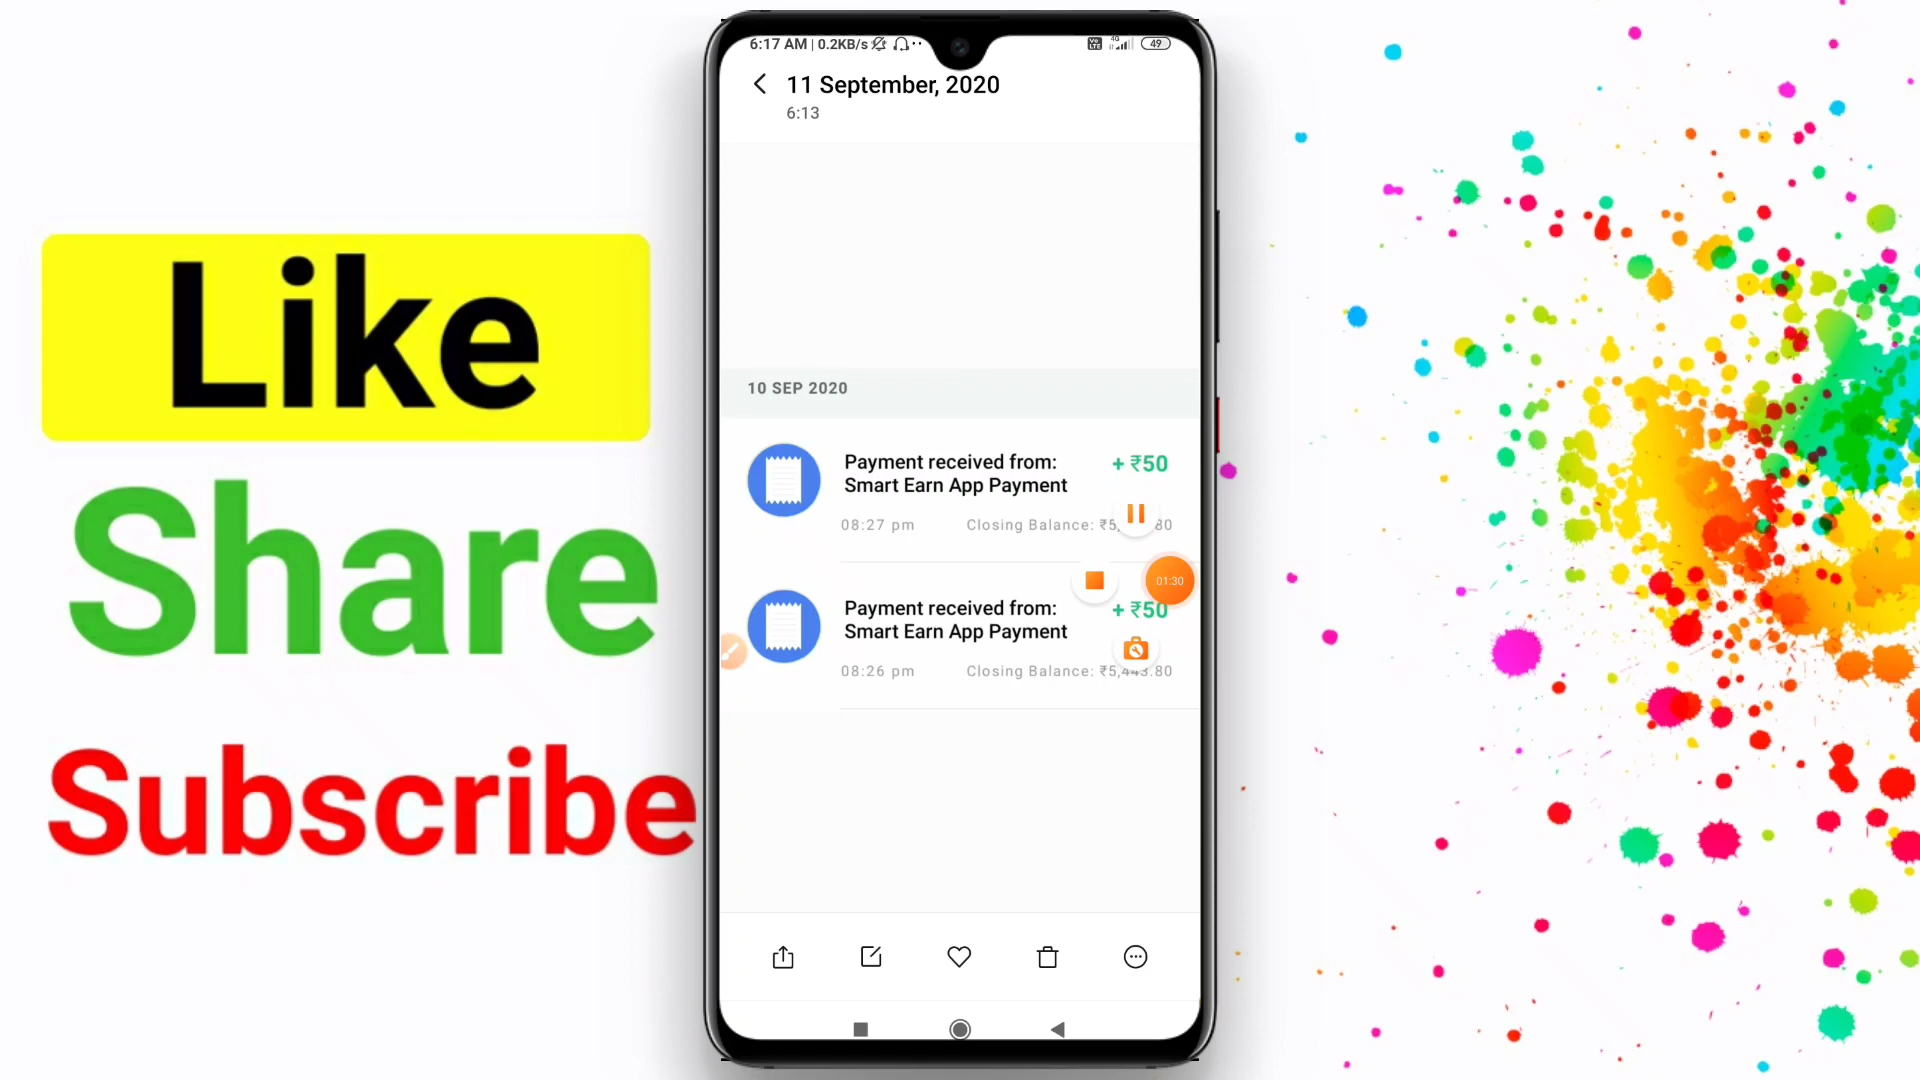 Like
Share
Subscribe
6:17 AM | 0.2KB/s
49
11 September, 2020
6:13
10 SEP 2020
Payment received from:
Smart Earn App Payment
+ ₹50
08:27 pm
Closing Balance:
01:30
Payment received from:
Smart Earn App Payment
+ ₹50
08:26 pm
Closing Balance: ₹5,443.80